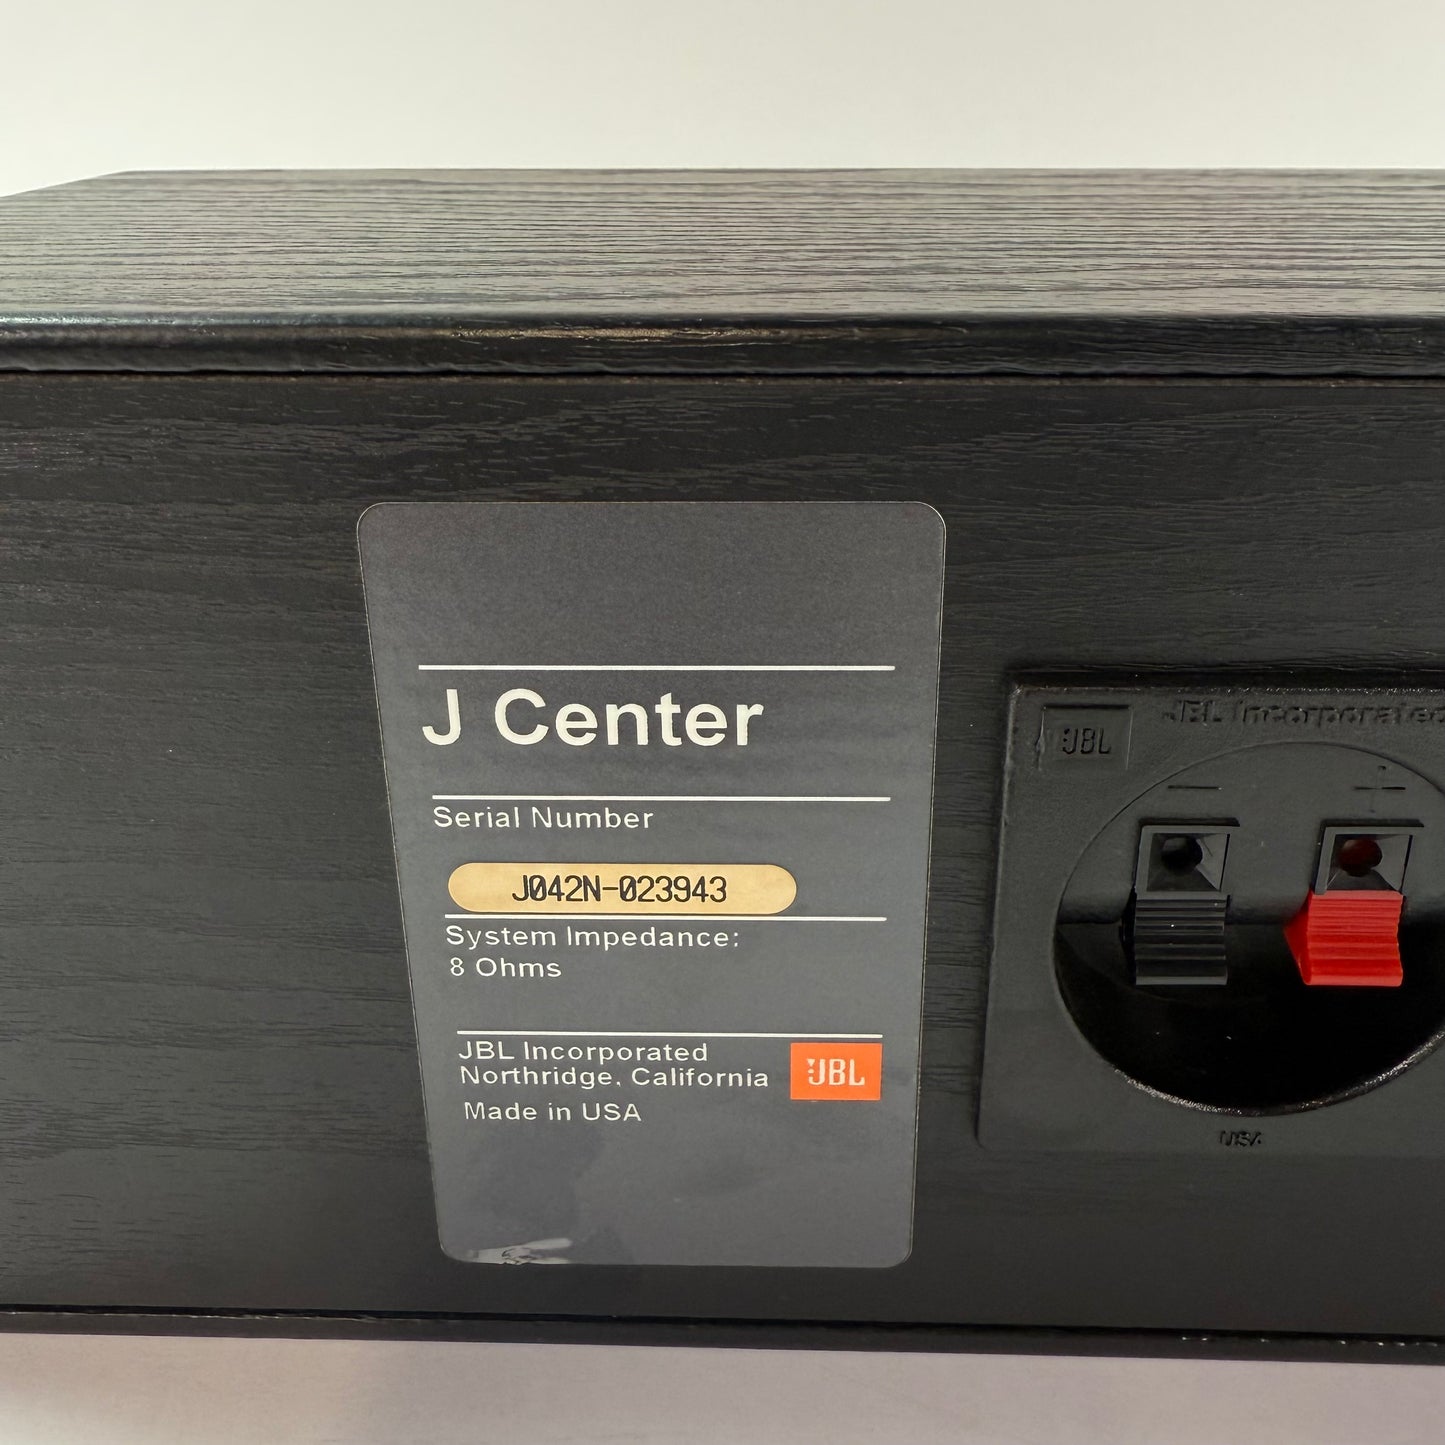 J Center
Serial Number
J042N-023943
System Impedance:
8 Ohms
JBL Incorporated
Northridge, California
Made in USA
JBL
JBL Incorporated
JBL
− +
USA